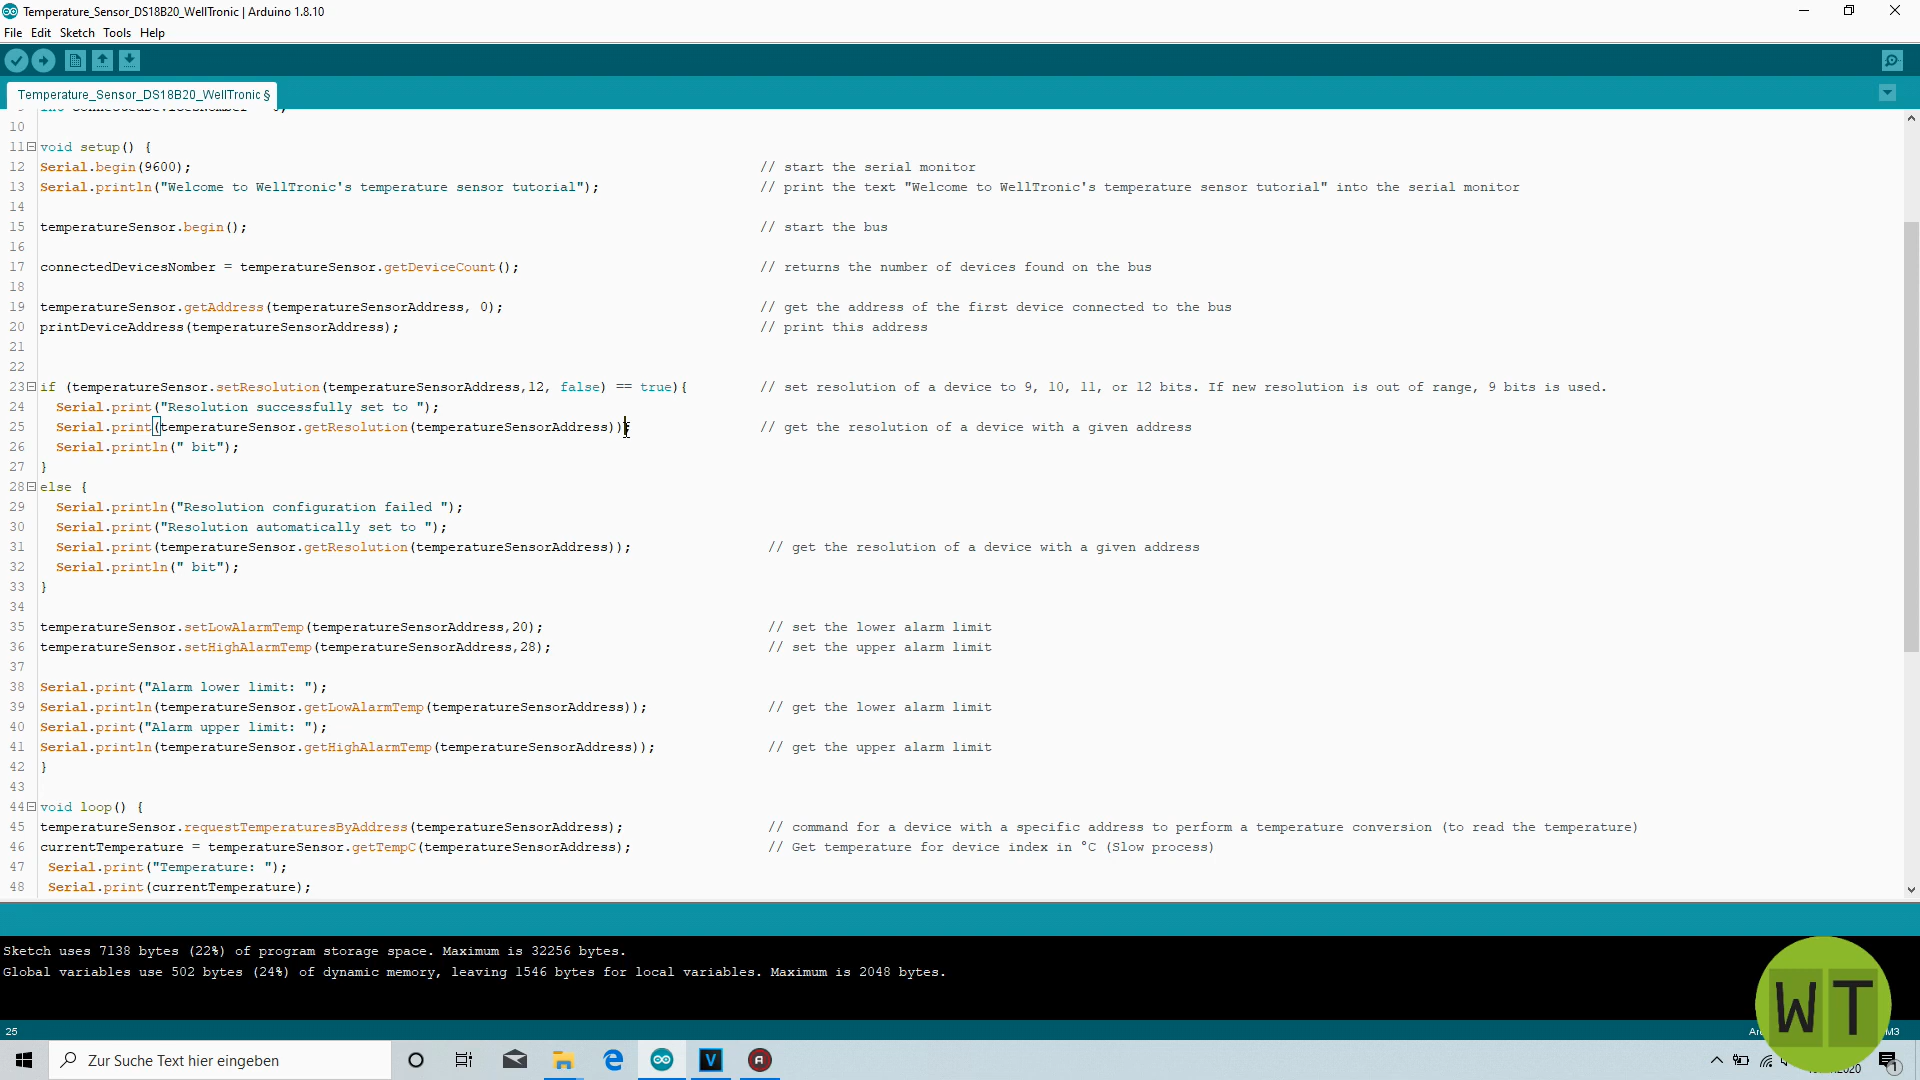 Temperature_Sensor_DS18B20_WellTronic | Arduino 1.8.10
File Edit Sketch Tools Help
Temperature_Sensor_DS18B20_WellTronic §
10
11 void setup() {
12 Serial.begin(9600); // start the serial monitor
13 Serial.println("Welcome to WellTronic's temperature sensor tutorial"); // print the text "Welcome to WellTronic's temperature sensor tutorial" into the serial monitor
14
15 temperatureSensor.begin(); // start the bus
16
17 connectedDevicesNomber = temperatureSensor.getDeviceCount(); // returns the number of devices found on the bus
18
19 temperatureSensor.getAddress(temperatureSensorAddress, 0); // get the address of the first device connected to the bus
20 printDeviceAddress(temperatureSensorAddress); // print this address
21
22
23 if (temperatureSensor.setResolution(temperatureSensorAddress,12, false) == true){ // set resolution of a device to 9, 10, 11, or 12 bits. If new resolution is out of range, 9 bits is used.
24 Serial.print("Resolution successfully set to ");
25 Serial.print(temperatureSensor.getResolution(temperatureSensorAddress)); // get the resolution of a device with a given address
26 Serial.println(" bit");
27 }
28 else {
29 Serial.println("Resolution configuration failed ");
30 Serial.print("Resolution automatically set to ");
31 Serial.print(temperatureSensor.getResolution(temperatureSensorAddress)); // get the resolution of a device with a given address
32 Serial.println(" bit");
33 }
34
35 temperatureSensor.setLowAlarmTemp(temperatureSensorAddress,20); // set the lower alarm limit
36 temperatureSensor.setHighAlarmTemp(temperatureSensorAddress,28); // set the upper alarm limit
37
38 Serial.print("Alarm lower limit: ");
39 Serial.println(temperatureSensor.getLowAlarmTemp(temperatureSensorAddress)); // get the lower alarm limit
40 Serial.print("Alarm upper limit: ");
41 Serial.println(temperatureSensor.getHighAlarmTemp(temperatureSensorAddress)); // get the upper alarm limit
42 }
43
44 void loop() {
45 temperatureSensor.requestTemperaturesByAddress(temperatureSensorAddress); // command for a device with a specific address to perform a temperature conversion (to read the temperature)
46 currentTemperature = temperatureSensor.getTempC(temperatureSensorAddress); // Get temperature for device index in °C (Slow process)
47 Serial.print("Temperature: ");
48 Serial.print(currentTemperature);
Sketch uses 7138 bytes (22%) of program storage space. Maximum is 32256 bytes.
Global variables use 502 bytes (24%) of dynamic memory, leaving 1546 bytes for local variables. Maximum is 2048 bytes.
WT
25
Zur Suche Text hier eingeben